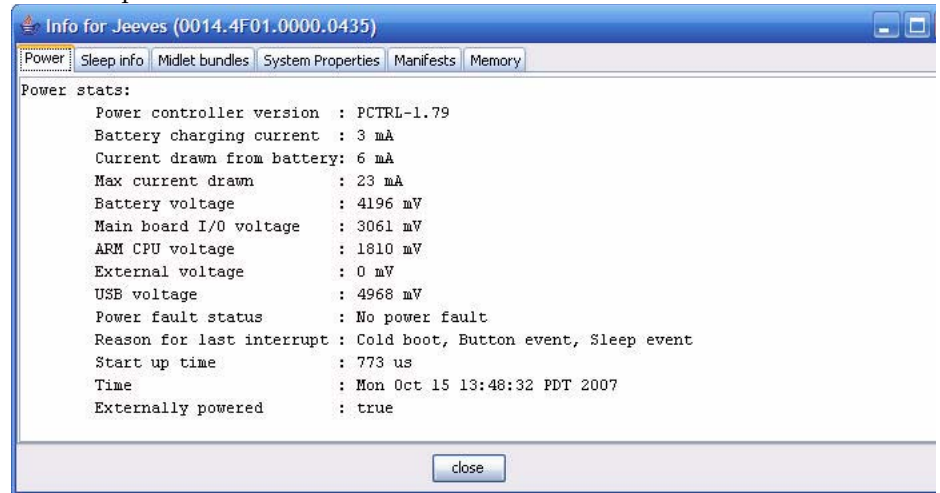 Info for Jeeves (0014.4F01.0000.0435)
Power Sleep info Midlet bundles System Properties Manifests Memory
Power stats:
Power controller version : PCTRL-1.79
Battery charging current : 3 mA
Current drawn from battery: 6 mA
Max current drawn : 23 mA
Battery voltage : 4196 mV
Main board I/O voltage : 3061 mV
ARM CPU voltage : 1810 mV
External voltage : 0 mV
USB voltage : 4968 mV
Power fault status : No power fault
Reason for last interrupt : Cold boot, Button event, Sleep event
Start up time : 773 us
Time : Mon Oct 15 13:48:32 PDT 2007
Externally powered : true
close